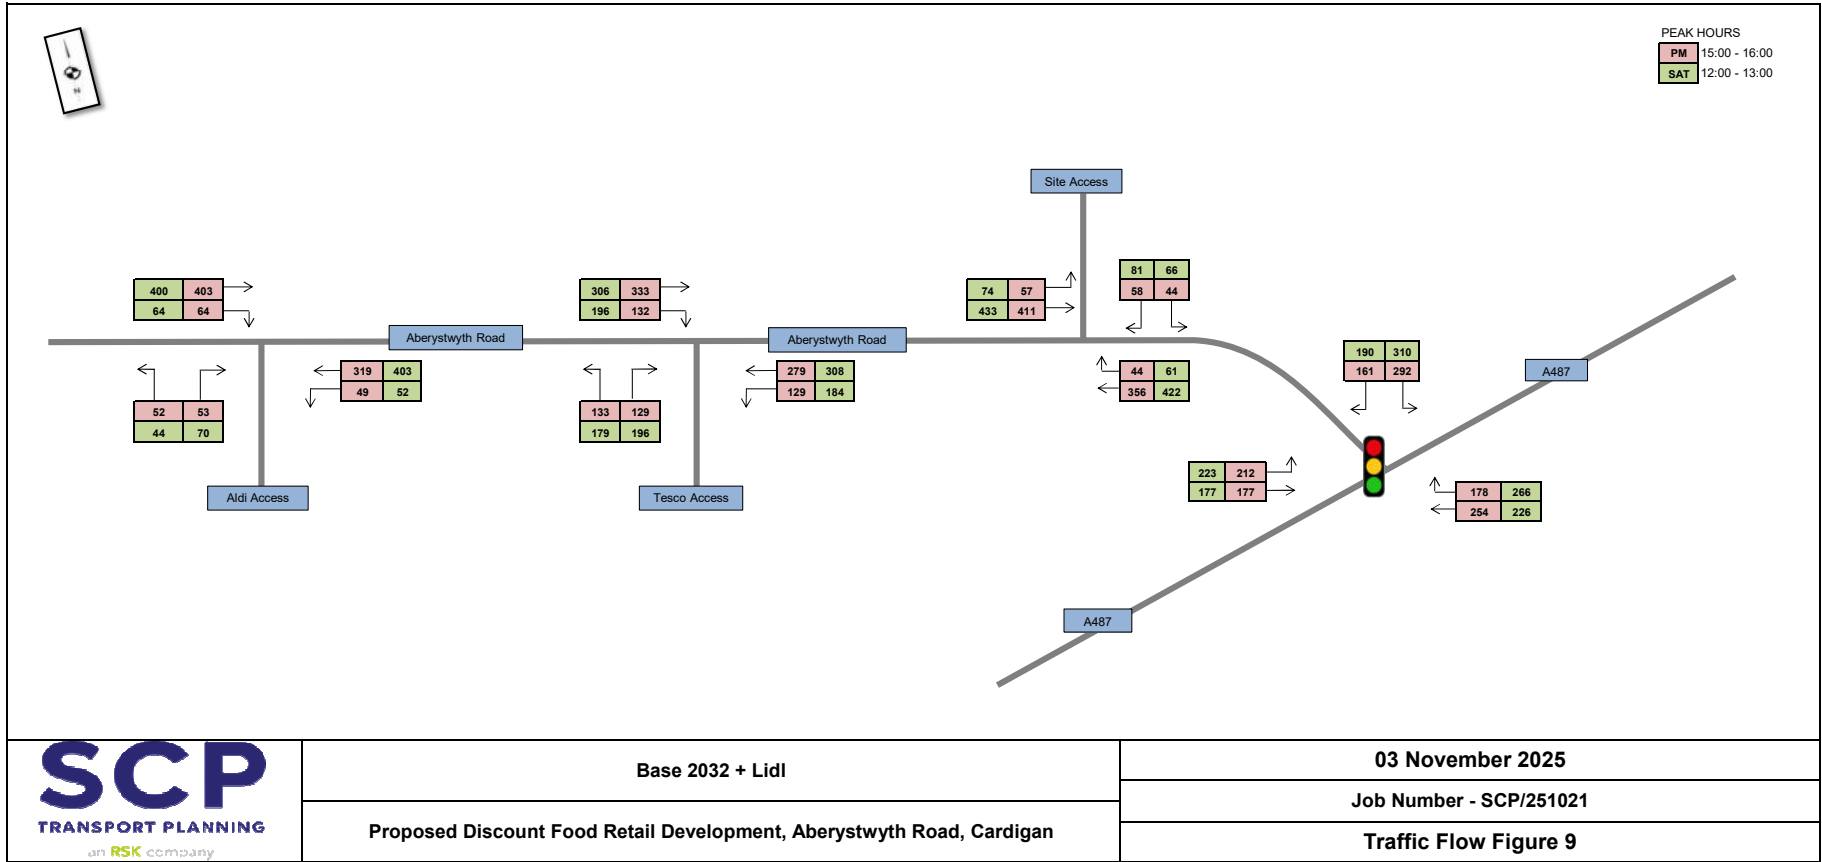 N
PEAK HOURS
PM 15:00 - 16:00
SAT 12:00 - 13:00
Site Access
81 66
58 44
400 403
64 64
306 333
196 132
74 57
433 411
Aberystwyth Road
Aberystwyth Road
190 310
161 292
A487
319 403
49 52
279 308
129 184
44 61
356 422
52 53
44 70
133 129
179 196
223 212
177 177
178 266
254 226
Aldi Access
Tesco Access
A487
SCP
TRANSPORT PLANNING
an RSK company
Base 2032 + Lidl
Proposed Discount Food Retail Development, Aberystwyth Road, Cardigan
03 November 2025
Job Number - SCP/251021
Traffic Flow Figure 9